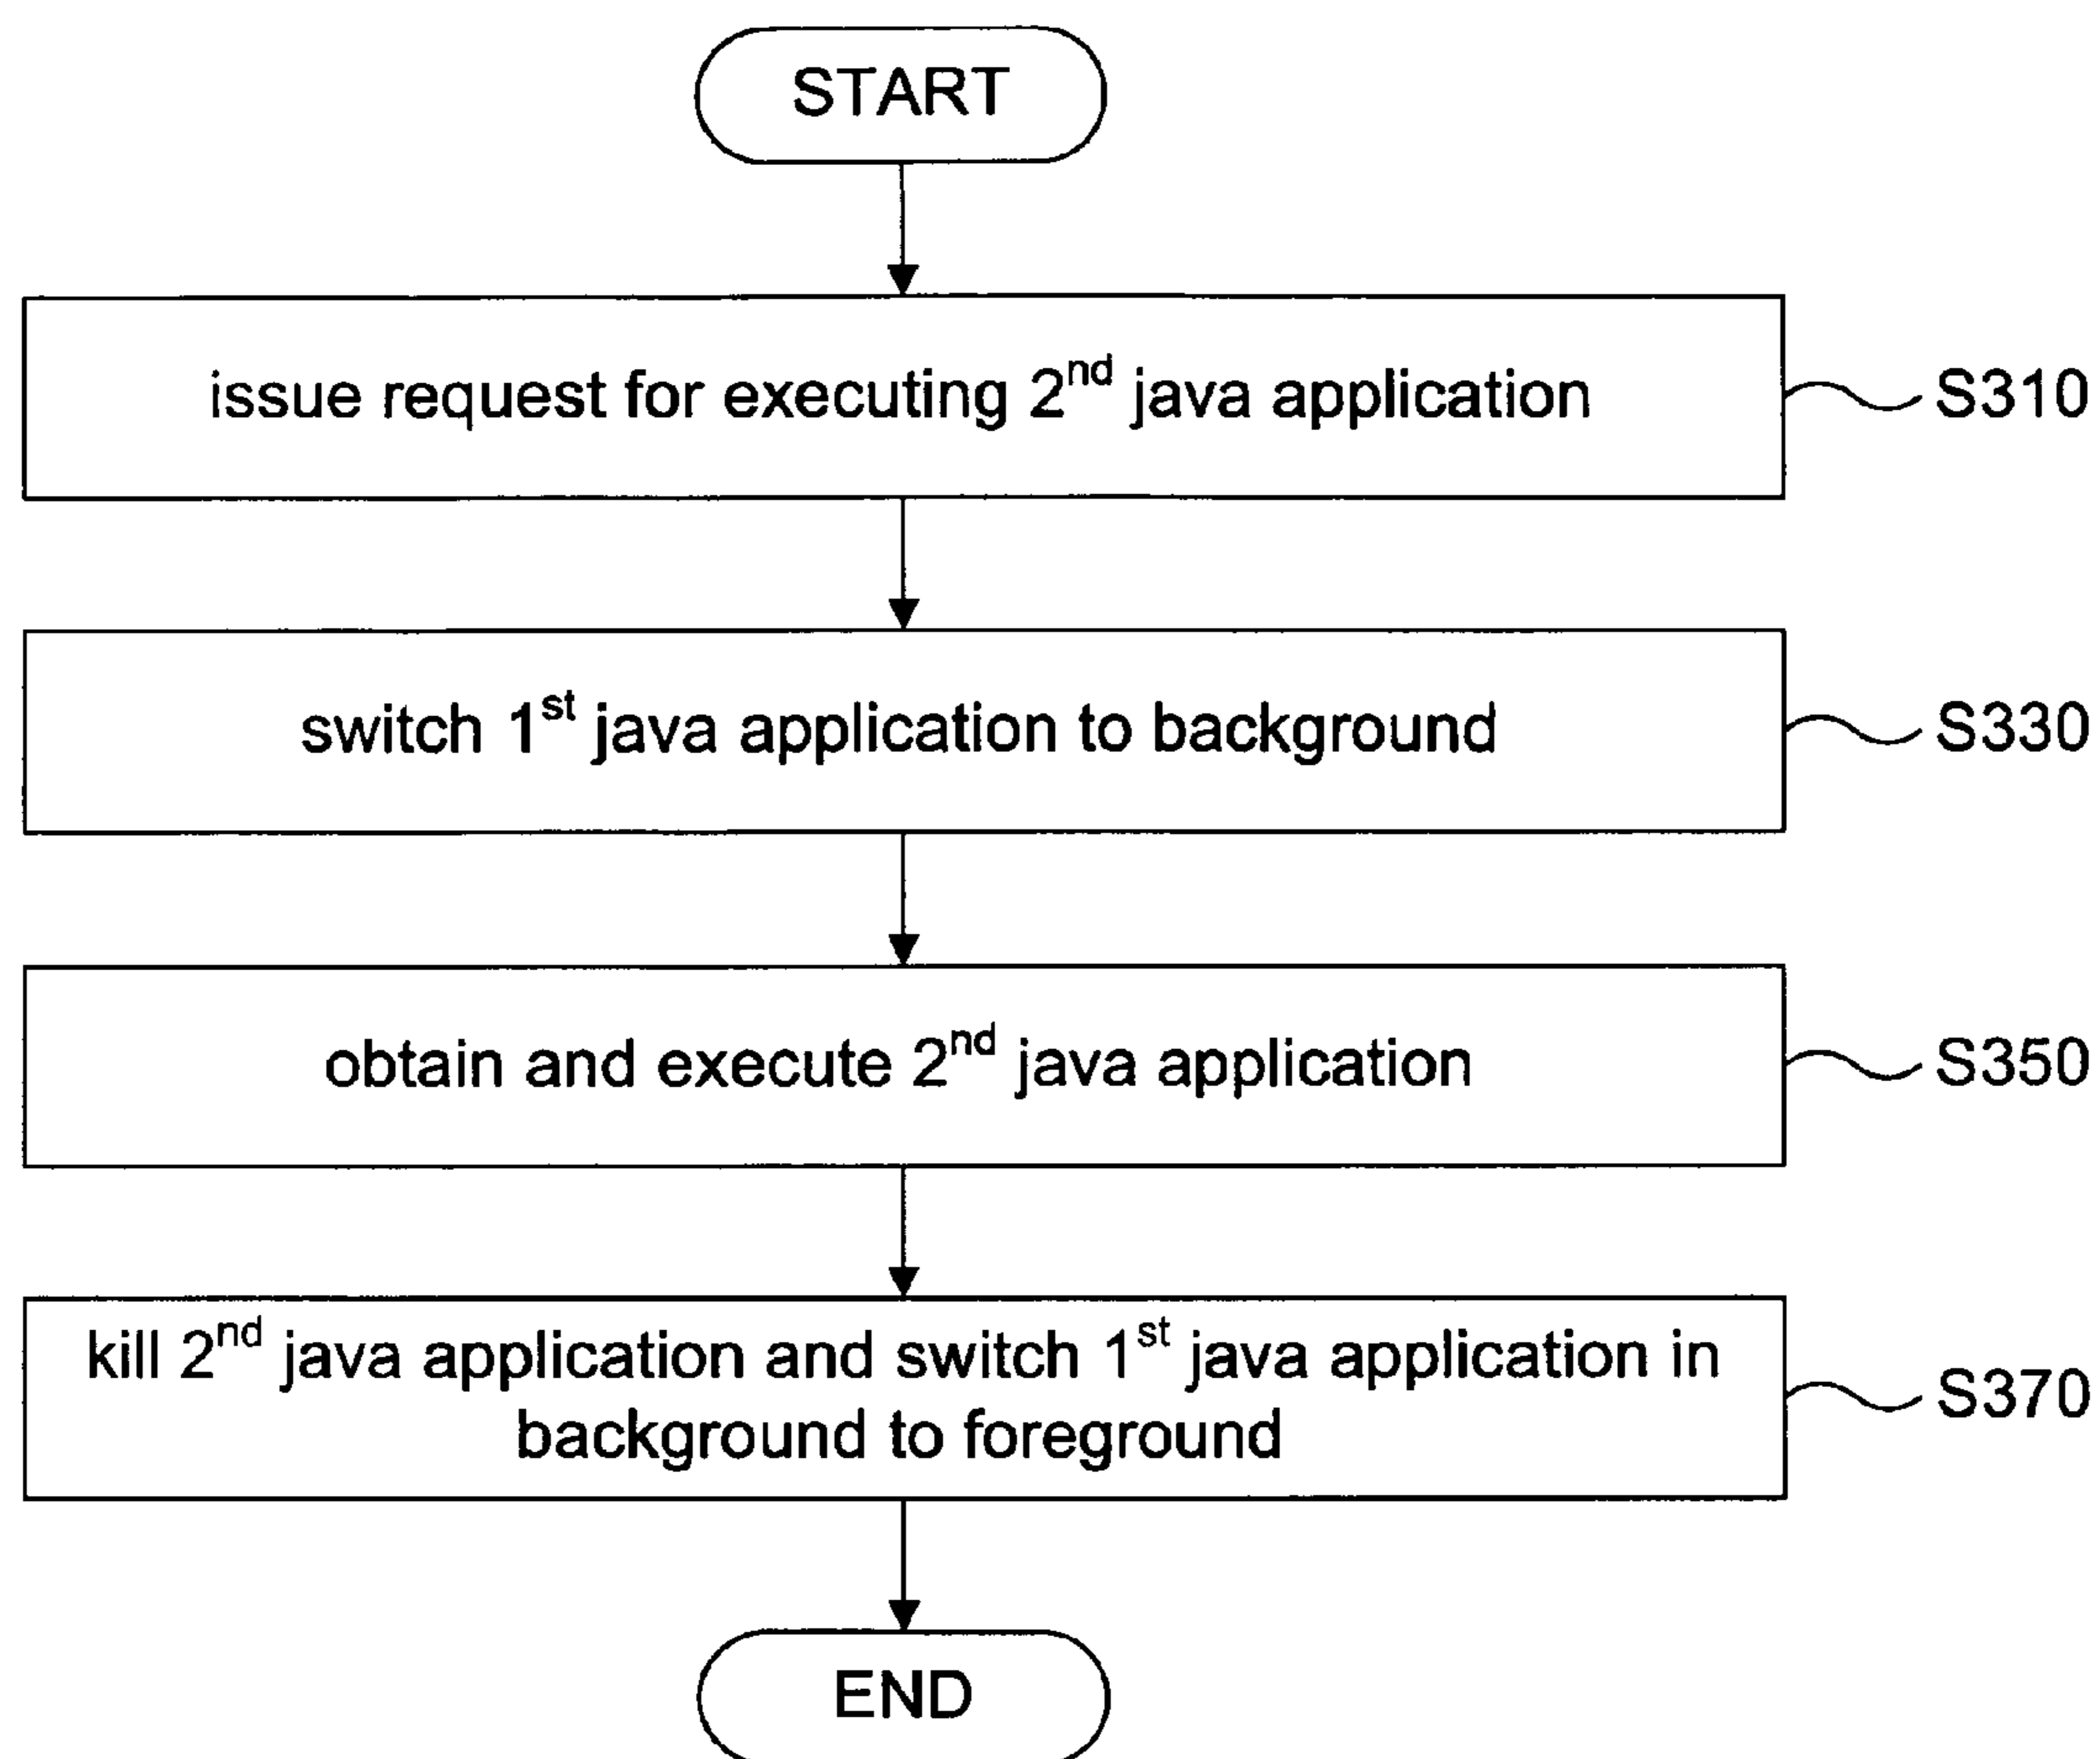 START
issue request for executing 2nd java application
S310
switch 1st java application to background
S330
obtain and execute 2nd java application
S350
kill 2nd java application and switch 1st java application in
background to foreground
S370
END